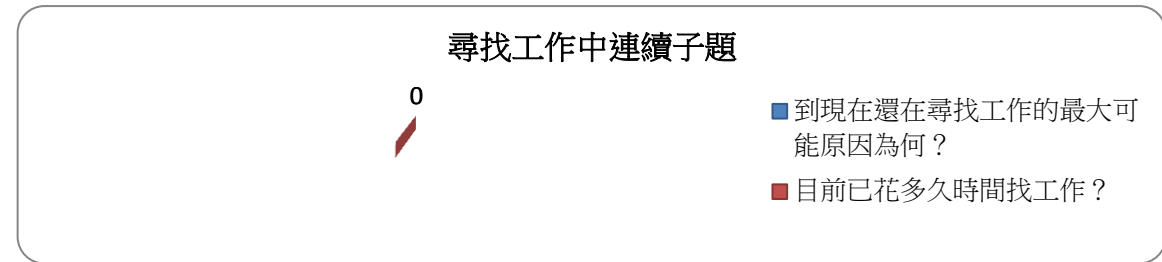 尋找工作中連續子題
0
到現在還在尋找工作的最大可
能原因為何？
目前已花多久時間找工作？